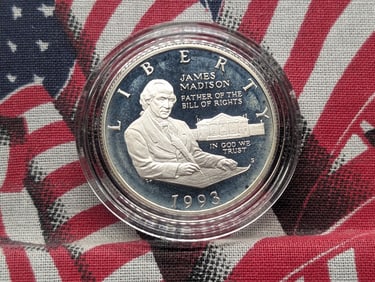 LIBERTY
JAMES
MADISON
FATHER OF THE
BILL OF RIGHTS
IN GOD WE
TRUST
S
1993